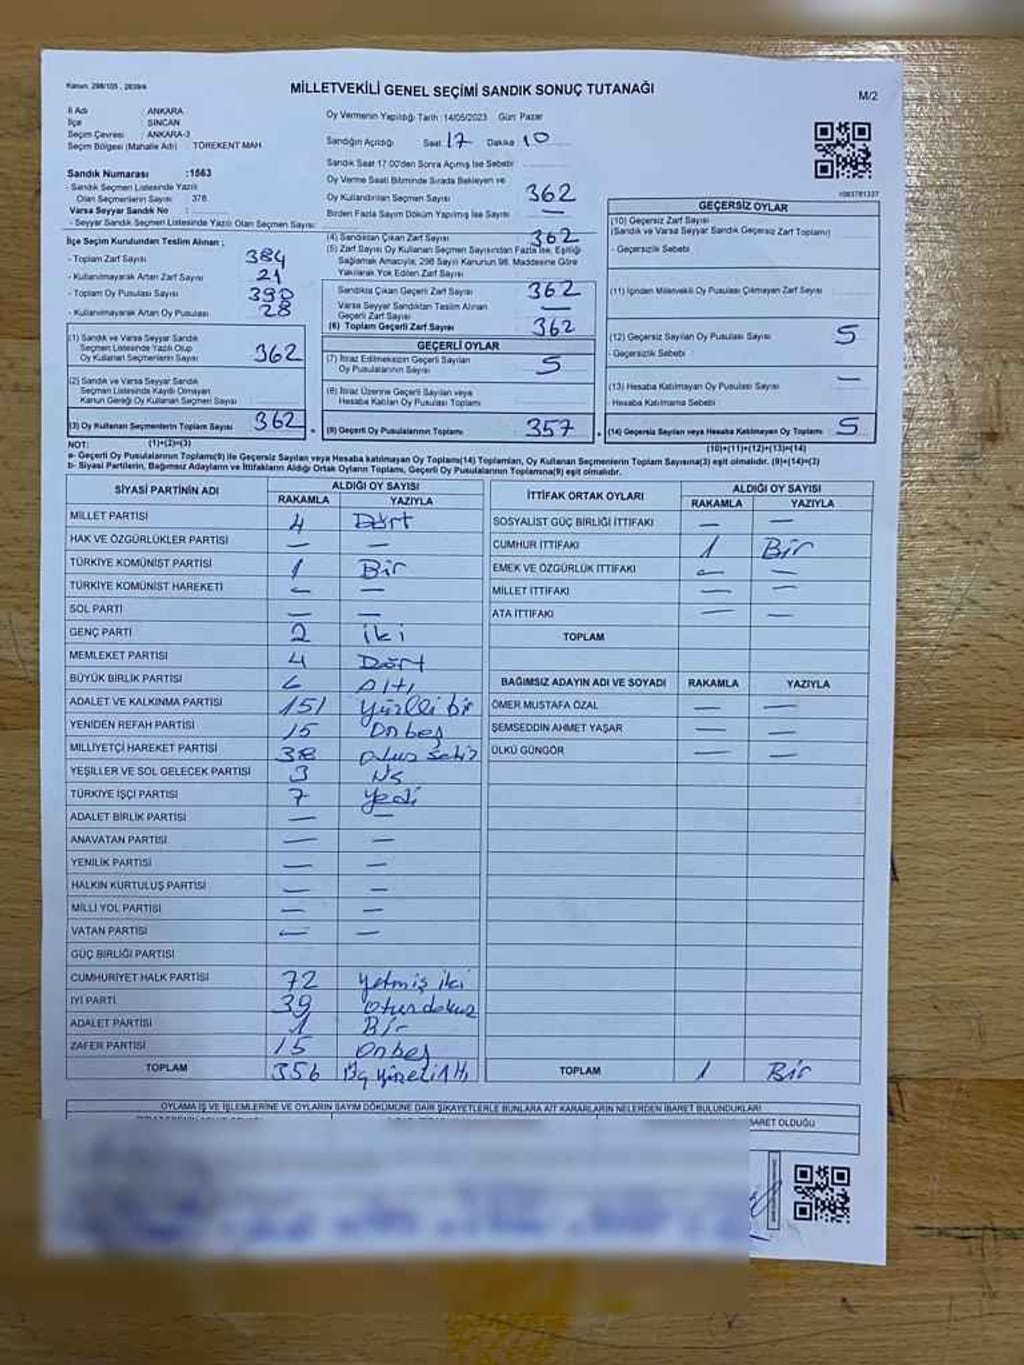 Kanun: 298/105 , 2839/4
MİLLETVEKİLİ GENEL SEÇİMİ SANDIK SONUÇ TUTANAĞI
M/2
İl Adı : ANKARA
İlçe : SİNCAN
Seçim Çevresi : ANKARA-3
Seçim Bölgesi (Mahalle Adı) : TÖREKENT MAH.
Sandık Numarası :1563
- Sandık Seçmen Listesinde Yazılı
Olan Seçmenlerin Sayısı : 378
Varsa Seyyar Sandık No :
- Seyyar Sandık Seçmen Listesinde Yazılı Olan Seçmen Sayısı:
İlçe Seçim Kurulundan Teslim Alınan ;
- Toplam Zarf Sayısı 384
- Kullanılmayarak Artan Zarf Sayısı 21
- Toplam Oy Pusulası Sayısı 390
- Kullanılmayarak Artan Oy Pusulası 28
(1) Sandık ve Varsa Seyyar Sandık
Seçmen Listesinde Yazılı Olup
Oy Kullanan Seçmenlerin Sayısı 362
(2) Sandık ve Varsa Seyyar Sandık
Seçmen Listesinde Kaydı Olmayan
Kanun Gereği Oy Kullanan Seçmen Sayısı
(3) Oy Kullanan Seçmenlerin Toplam Sayısı 362
Oy Vermenin Yapıldığı Tarih :14/05/2023 Gün: Pazar
Sandığın Açıldığı Saat 17 Dakika 10
Sandık Saat 17.00'den Sonra Açılmış İse Sebebi
Oy Verme Saati Bitiminde Sırada Bekleyen ve
Oy Kullandırılan Seçmen Sayısı 362
Birden Fazla Sayım Döküm Yapılmış İse Sayısı —
(4) Sandıktan Çıkan Zarf Sayısı 362
(5) Zarf Sayısı Oy Kullanan Seçmen Sayısından Fazla İse, Eşitliği
Sağlamak Amacıyla; 298 Sayılı Kanunun 98. Maddesine Göre
Yakılarak Yok Edilen Zarf Sayısı
Sandıkta Çıkan Geçerli Zarf Sayısı 362
Varsa Seyyar Sandıktan Teslim Alınan
Geçerli Zarf Sayısı —
(6) Toplam Geçerli Zarf Sayısı 362
GEÇERLİ OYLAR
(7) İtiraz Edilmeksizin Geçerli Sayılan
Oy Pusulalarının Sayısı 5
(8) İtiraz Üzerine Geçerli Sayılan veya
Hesaba Katılan Oy Pusulası Toplamı
(9) Geçerli Oy Pusulalarının Toplamı 357
1083781337
GEÇERSİZ OYLAR
(10) Geçersiz Zarf Sayısı
(Sandık ve Varsa Seyyar Sandık Geçersiz Zarf Toplamı)
- Geçersizlik Sebebi
(11) İçinden Milletvekili Oy Pusulası Çıkmayan Zarf Sayısı
(12) Geçersiz Sayılan Oy Pusulası Sayısı 5
- Geçersizlik Sebebi :
(13) Hesaba Katılmayan Oy Pusulası Sayısı —
- Hesaba Katılmama Sebebi
(14) Geçersiz Sayılan veya Hesaba Katılmayan Oy Toplamı 5
NOT: (1)+(2)=(3) (10)+(11)+(12)+(13)=(14)
a- Geçerli Oy Pusulalarının Toplamı(9) ile Geçersiz Sayılan veya Hesaba katılmayan Oy Toplamı(14) Toplamları, Oy Kullanan Seçmenlerin Toplam Sayısına(3) eşit olmalıdır. (9)+(14)=(3)
b- Siyasi Partilerin, Bağımsız Adayların ve İttifakların Aldığı Ortak Oyların Toplamı, Geçerli Oy Pusulalarının Toplamına(9) eşit olmalıdır.
SİYASİ PARTİNİN ADI ALDIĞI OY SAYISI
RAKAMLA YAZIYLA
MİLLET PARTİSİ 4 Dört
HAK VE ÖZGÜRLÜKLER PARTİSİ — —
TÜRKİYE KOMÜNİST PARTİSİ 1 Bir
TÜRKİYE KOMÜNİST HAREKETİ — —
SOL PARTİ — —
GENÇ PARTİ 2 iki
MEMLEKET PARTİSİ 4 Dört
BÜYÜK BİRLİK PARTİSİ 6 Altı
ADALET VE KALKINMA PARTİSİ 151 yüzelli bir
YENİDEN REFAH PARTİSİ 15 Onbeş
MİLLİYETÇİ HAREKET PARTİSİ 38 otuz sekiz
YEŞİLLER VE SOL GELECEK PARTİSİ 3 Üç
TÜRKİYE İŞÇİ PARTİSİ 7 yedi
ADALET BİRLİK PARTİSİ — —
ANAVATAN PARTİSİ — —
YENİLİK PARTİSİ — —
HALKIN KURTULUŞ PARTİSİ — —
MİLLİ YOL PARTİSİ — —
VATAN PARTİSİ — —
GÜÇ BİRLİĞİ PARTİSİ
CUMHURİYET HALK PARTİSİ 72 yetmiş iki
İYİ PARTİ 39 otuz dokuz
ADALET PARTİSİ 1 Bir
ZAFER PARTİSİ 15 Onbeş
TOPLAM 356
İTTİFAK ORTAK OYLARI ALDIĞI OY SAYISI
RAKAMLA YAZIYLA
SOSYALİST GÜÇ BİRLİĞİ İTTİFAKI — —
CUMHUR İTTİFAKI 1 Bir
EMEK VE ÖZGÜRLÜK İTTİFAKI — —
MİLLET İTTİFAKI — —
ATA İTTİFAKI — —
TOPLAM
BAĞIMSIZ ADAYIN ADI VE SOYADI RAKAMLA YAZIYLA
ÖMER MUSTAFA ÖZAL — —
ŞEMSEDDİN AHMET YAŞAR — —
ÜLKÜ GÜNGÖR — —
TOPLAM 1 Bir
OYLAMA İŞ VE İŞLEMLERİNE VE OYLARIN SAYIM DÖKÜMÜNE DAİR ŞİKAYETLERLE BUNLARA AİT KARARLARIN NELERDEN İBARET BULUNDUKLARI
OLDUĞU